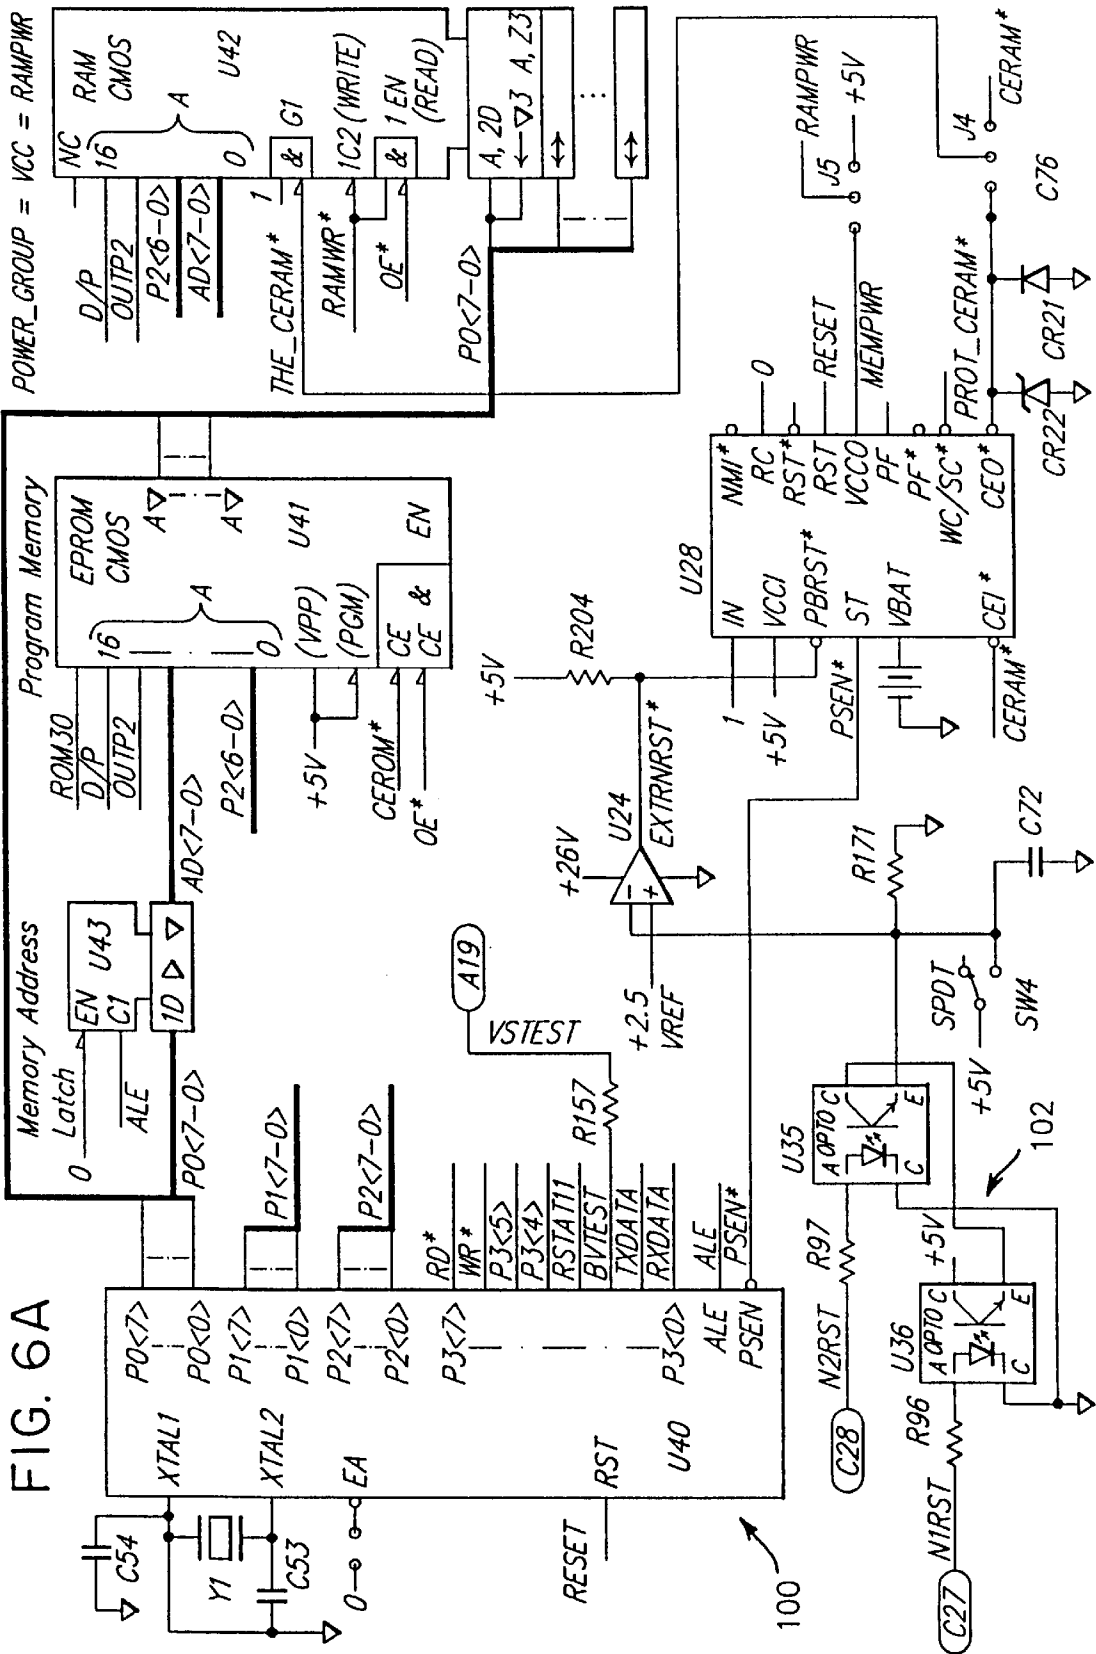 FIG. 6A
C54
Y1
C53
XTAL1
XTAL2
0
EA
RESET
RST
U40
100
P0<7>
P0<0>
P1<7>
P1<0>
P2<7>
P2<0>
P3<7>
P3<0>
ALE
PSEN
P0<7-0>
P1<7-0>
P2<7-0>
RD*
WR*
P3<5>
P3<4>
RSTAT11
BVTEST
TXDATA
RXDATA
ALE
PSEN*
R157
VSTEST
A19
Memory Address
Latch
0
ALE
EN
C1
U43
1D
AD<7-0>
Program Memory
ROM30
D/P
OUTP2
P2<6-0>
+5V
CEROM*
OE*
EPROM
CMOS
16
A
0
A
A
U41
(VPP)
(PGM)
CE
CE
&
EN
POWER_GROUP = VCC = RAMPWR
D/P
OUTP2
P2<6-0>
AD<7-0>
THE_CERAM*
RAMWR*
OE*
P0<7-0>
NC
RAM
CMOS
16
A
0
U42
1
&
G1
1C2 (WRITE)
&
1 EN
(READ)
A, 2D
3
A, Z3
+26V
U24
-
+
+2.5
VREF
EXTRNRST*
+5V
R204
U28
1
IN
+5V
VCCI
PBRST*
PSEN*
ST
VBAT
CERAM*
CEI*
NMI*
RC
0
RST*
RST
RESET
VCCO
MEMPWR
PF
PF*
WC/SC*
CEO*
PROT_CERAM*
CR22
CR21
C76
RAMPWR
J5
+5V
J4
CERAM*
R171
C72
SPDT
SW4
+5V
102
U35
A
OPTO
C
C
E
R97
N2RST
C28
U36
A
OPTO
C
C
E
+5V
R96
N1RST
C27